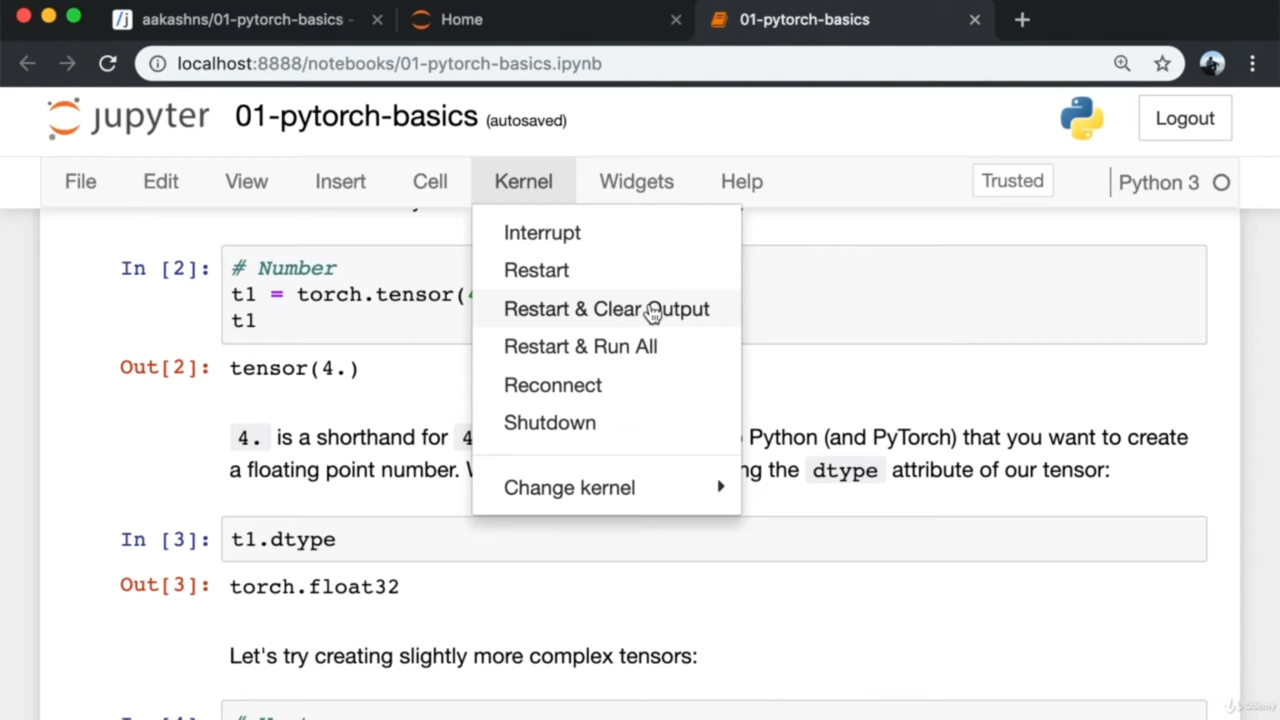 aakashns/01-pytorch-basics -
Home
01-pytorch-basics
localhost:8888/notebooks/01-pytorch-basics.ipynb
jupyter 01-pytorch-basics (autosaved)
Logout
File Edit View Insert Cell Kernel Widgets Help
Trusted
Python 3
Interrupt
Restart
Restart & Clear Output
Restart & Run All
Reconnect
Shutdown
Change kernel
In [2]: # Number
t1 = torch.tensor(4
t1
Out[2]: tensor(4.)
4. is a shorthand for 4 Python (and PyTorch) that you want to create
a floating point number. ng the dtype attribute of our tensor:
In [3]: t1.dtype
Out[3]: torch.float32
Let's try creating slightly more complex tensors:
Udemy